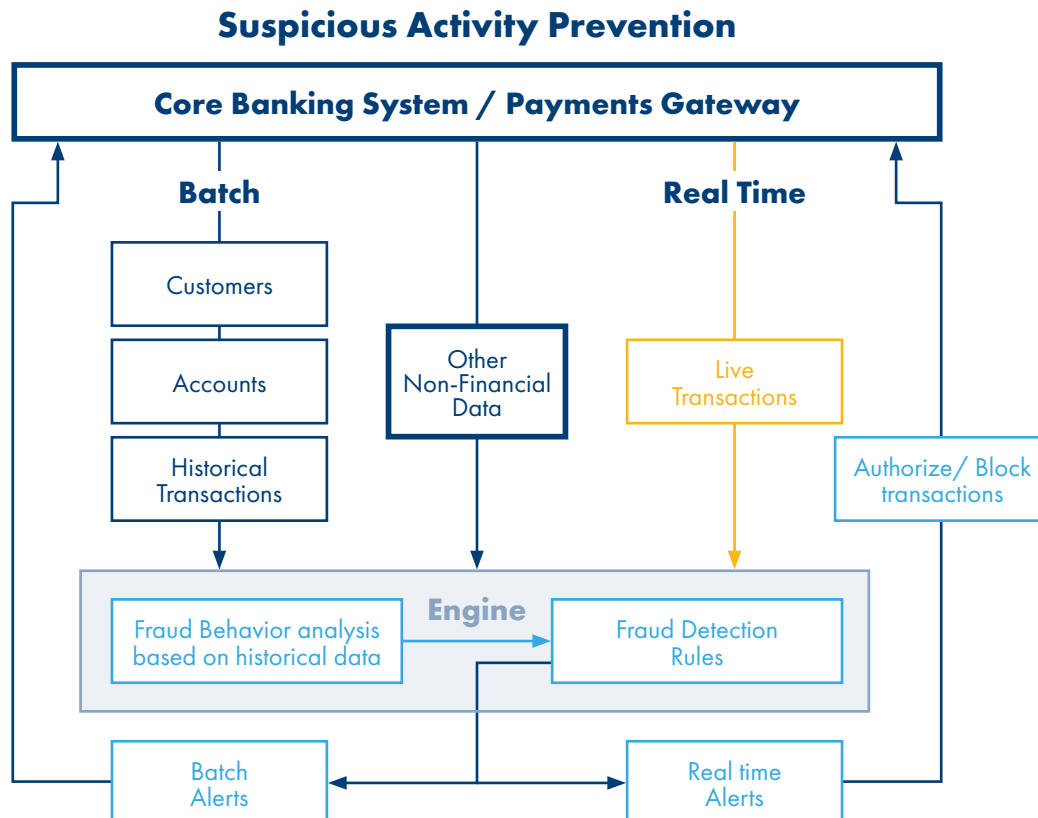 Suspicious Activity Prevention
Core Banking System / Payments Gateway
Batch
Real Time
Customers
Accounts
Historical
Transactions
Other
Non-Financial
Data
Live
Transactions
Authorize/ Block
transactions
Engine
Fraud Behavior analysis
based on historical data
Fraud Detection
Rules
Batch
Alerts
Real time
Alerts